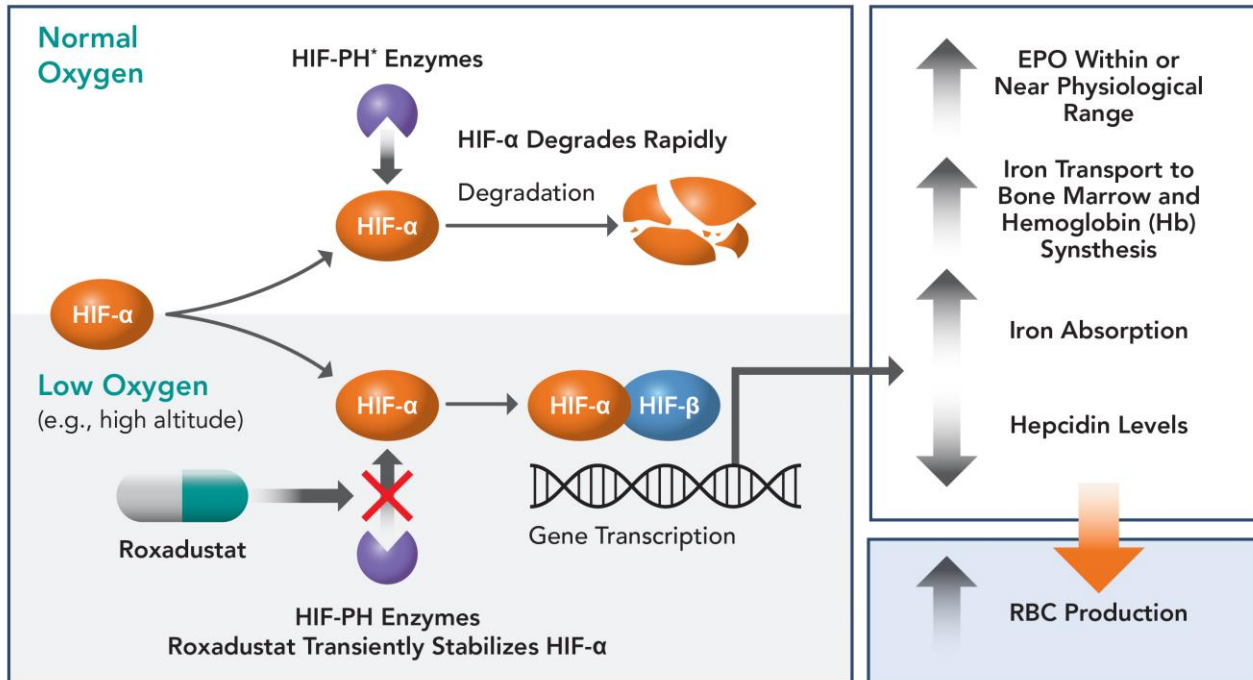 Normal
Oxygen
HIF-PH* Enzymes
HIF-α Degrades Rapidly
Degradation
HIF-α
HIF-α
Low Oxygen
(e.g., high altitude)
HIF-α
HIF-α
HIF-β
Roxadustat
Gene Transcription
HIF-PH Enzymes
Roxadustat Transiently Stabilizes HIF-α
EPO Within or
Near Physiological
Range
Iron Transport to
Bone Marrow and
Hemoglobin (Hb)
Synsthesis
Iron Absorption
Hepcidin Levels
RBC Production